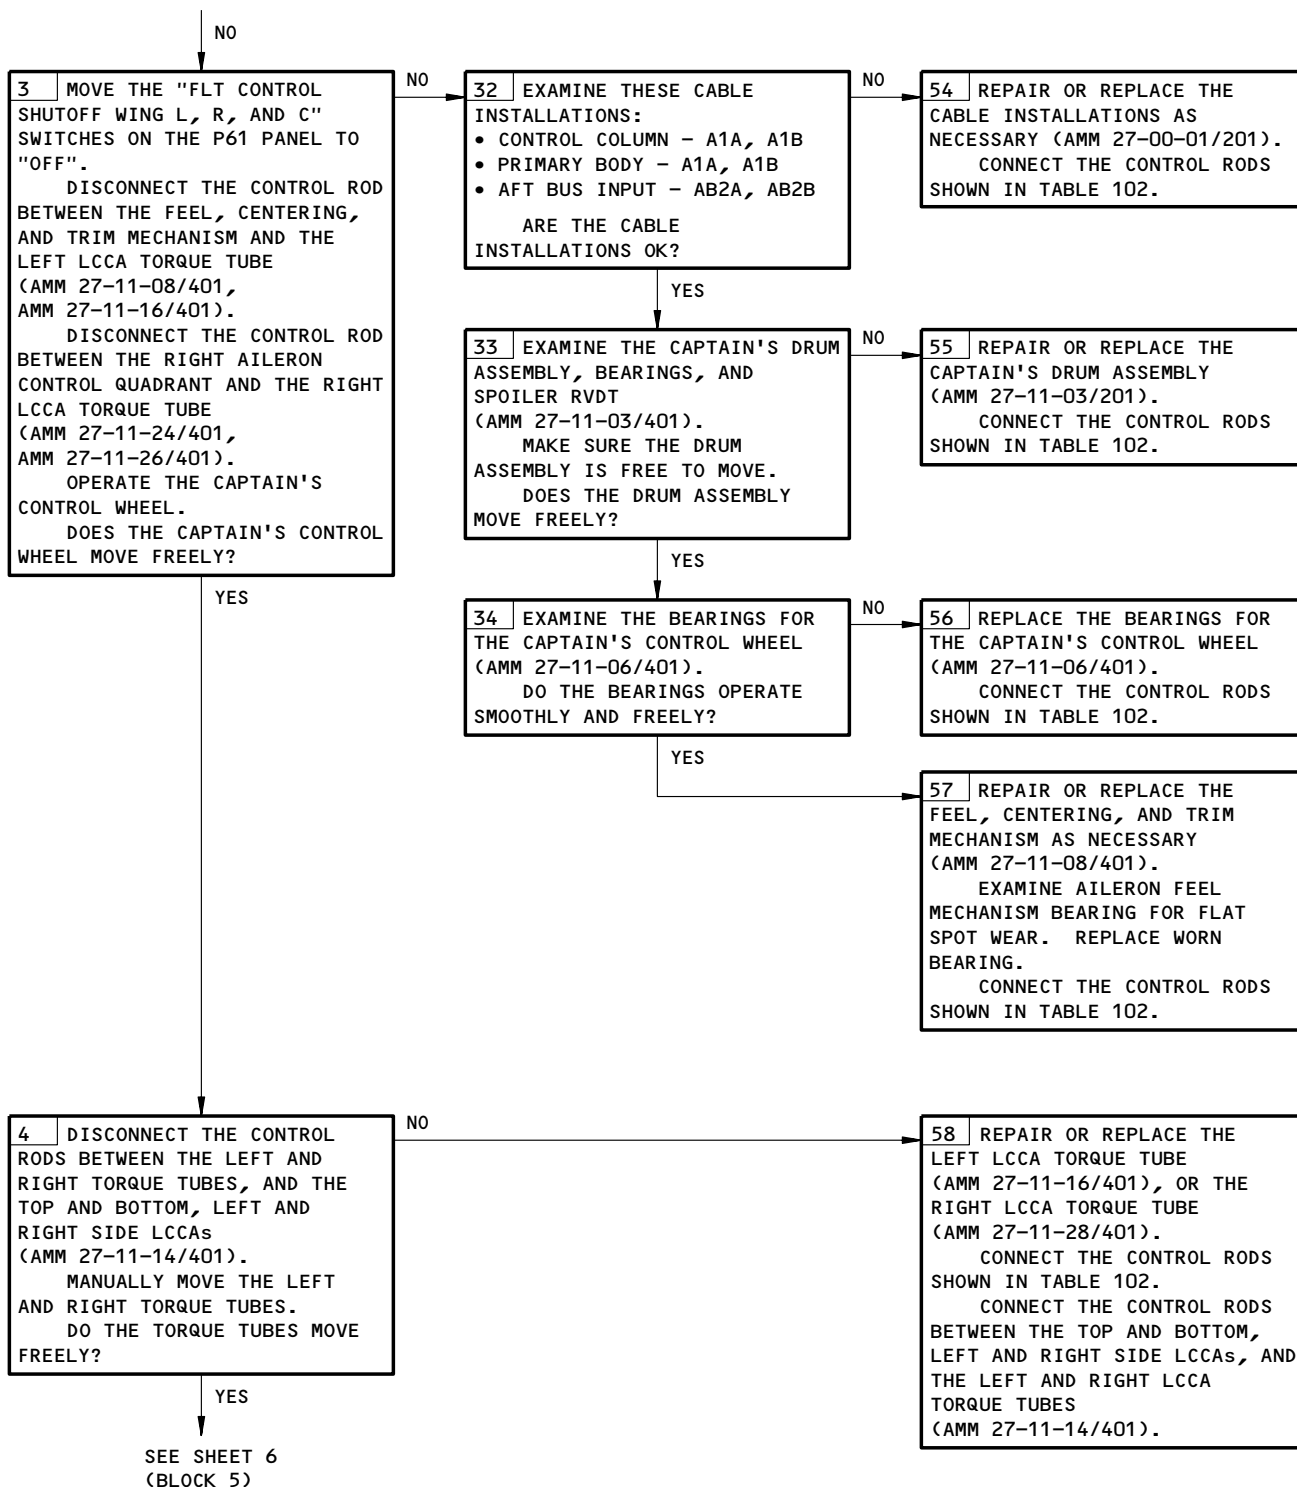 NO
3 MOVE THE "FLT CONTROL
SHUTOFF WING L, R, AND C"
SWITCHES ON THE P61 PANEL TO
"OFF".
DISCONNECT THE CONTROL ROD
BETWEEN THE FEEL, CENTERING,
AND TRIM MECHANISM AND THE
LEFT LCCA TORQUE TUBE
(AMM 27-11-08/401,
AMM 27-11-16/401).
DISCONNECT THE CONTROL ROD
BETWEEN THE RIGHT AILERON
CONTROL QUADRANT AND THE RIGHT
LCCA TORQUE TUBE
(AMM 27-11-24/401,
AMM 27-11-26/401).
OPERATE THE CAPTAIN'S
CONTROL WHEEL.
DOES THE CAPTAIN'S CONTROL
WHEEL MOVE FREELY?
NO
32 EXAMINE THESE CABLE
INSTALLATIONS:
• CONTROL COLUMN - A1A, A1B
• PRIMARY BODY - A1A, A1B
• AFT BUS INPUT - AB2A, AB2B
ARE THE CABLE
INSTALLATIONS OK?
NO
54 REPAIR OR REPLACE THE
CABLE INSTALLATIONS AS
NECESSARY (AMM 27-00-01/201).
CONNECT THE CONTROL RODS
SHOWN IN TABLE 102.
YES
33 EXAMINE THE CAPTAIN'S DRUM
ASSEMBLY, BEARINGS, AND
SPOILER RVDT
(AMM 27-11-03/401).
MAKE SURE THE DRUM
ASSEMBLY IS FREE TO MOVE.
DOES THE DRUM ASSEMBLY
MOVE FREELY?
NO
55 REPAIR OR REPLACE THE
CAPTAIN'S DRUM ASSEMBLY
(AMM 27-11-03/201).
CONNECT THE CONTROL RODS
SHOWN IN TABLE 102.
YES
34 EXAMINE THE BEARINGS FOR
THE CAPTAIN'S CONTROL WHEEL
(AMM 27-11-06/401).
DO THE BEARINGS OPERATE
SMOOTHLY AND FREELY?
NO
56 REPLACE THE BEARINGS FOR
THE CAPTAIN'S CONTROL WHEEL
(AMM 27-11-06/401).
CONNECT THE CONTROL RODS
SHOWN IN TABLE 102.
YES
57 REPAIR OR REPLACE THE
FEEL, CENTERING, AND TRIM
MECHANISM AS NECESSARY
(AMM 27-11-08/401).
EXAMINE AILERON FEEL
MECHANISM BEARING FOR FLAT
SPOT WEAR. REPLACE WORN
BEARING.
CONNECT THE CONTROL RODS
SHOWN IN TABLE 102.
YES
4 DISCONNECT THE CONTROL
RODS BETWEEN THE LEFT AND
RIGHT TORQUE TUBES, AND THE
TOP AND BOTTOM, LEFT AND
RIGHT SIDE LCCAs
(AMM 27-11-14/401).
MANUALLY MOVE THE LEFT
AND RIGHT TORQUE TUBES.
DO THE TORQUE TUBES MOVE
FREELY?
NO
58 REPAIR OR REPLACE THE
LEFT LCCA TORQUE TUBE
(AMM 27-11-16/401), OR THE
RIGHT LCCA TORQUE TUBE
(AMM 27-11-28/401).
CONNECT THE CONTROL RODS
SHOWN IN TABLE 102.
CONNECT THE CONTROL RODS
BETWEEN THE TOP AND BOTTOM,
LEFT AND RIGHT SIDE LCCAs, AND
THE LEFT AND RIGHT LCCA
TORQUE TUBES
(AMM 27-11-14/401).
YES
SEE SHEET 6
(BLOCK 5)